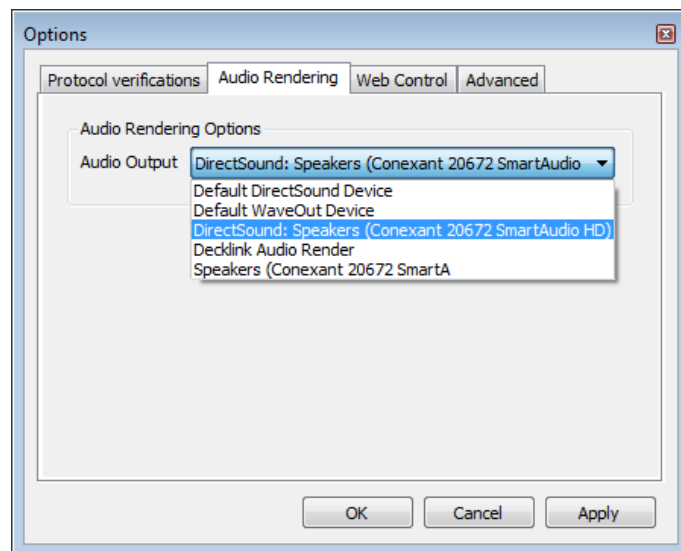 Options
Protocol verifications Audio Rendering Web Control Advanced
Audio Rendering Options
Audio Output DirectSound: Speakers (Conexant 20672 SmartAudio
Default DirectSound Device
Default WaveOut Device
DirectSound: Speakers (Conexant 20672 SmartAudio HD)
Decklink Audio Render
Speakers (Conexant 20672 SmartA
OK Cancel Apply